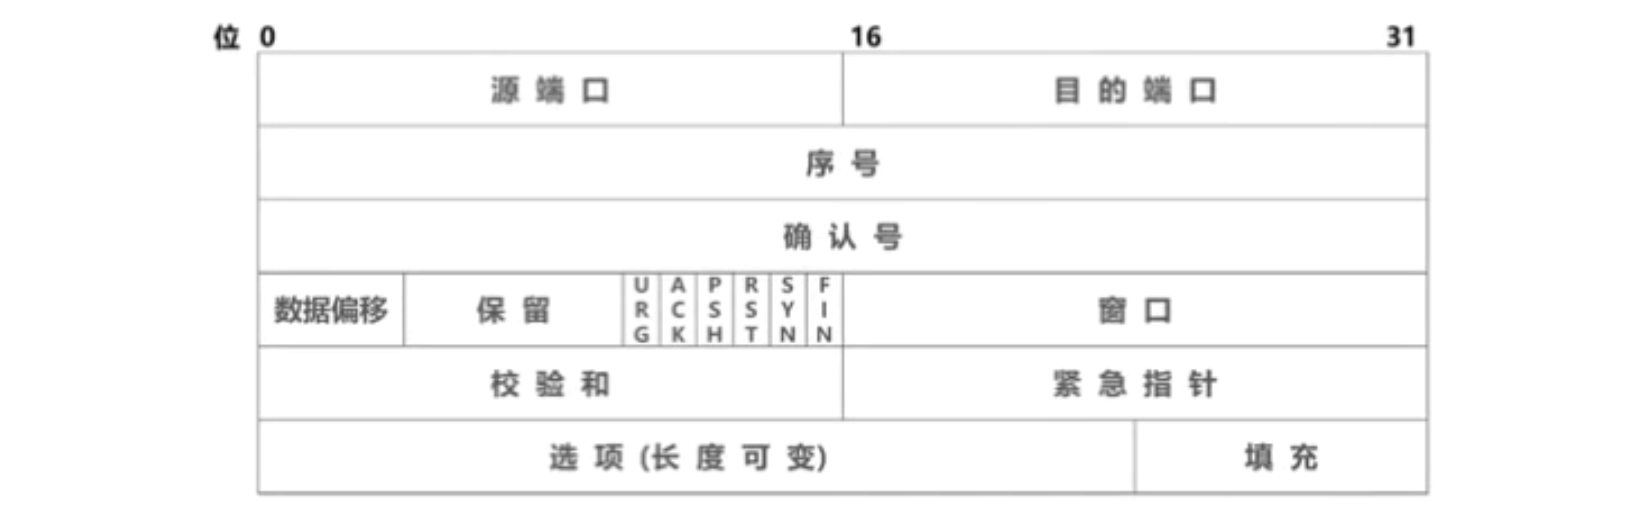 位 0 16 31
源端口 目的端口
序号
确认号
数据偏移 保留 URG ACK PSH RST SYN FIN 窗口
校验和 紧急指针
选项(长度可变) 填充